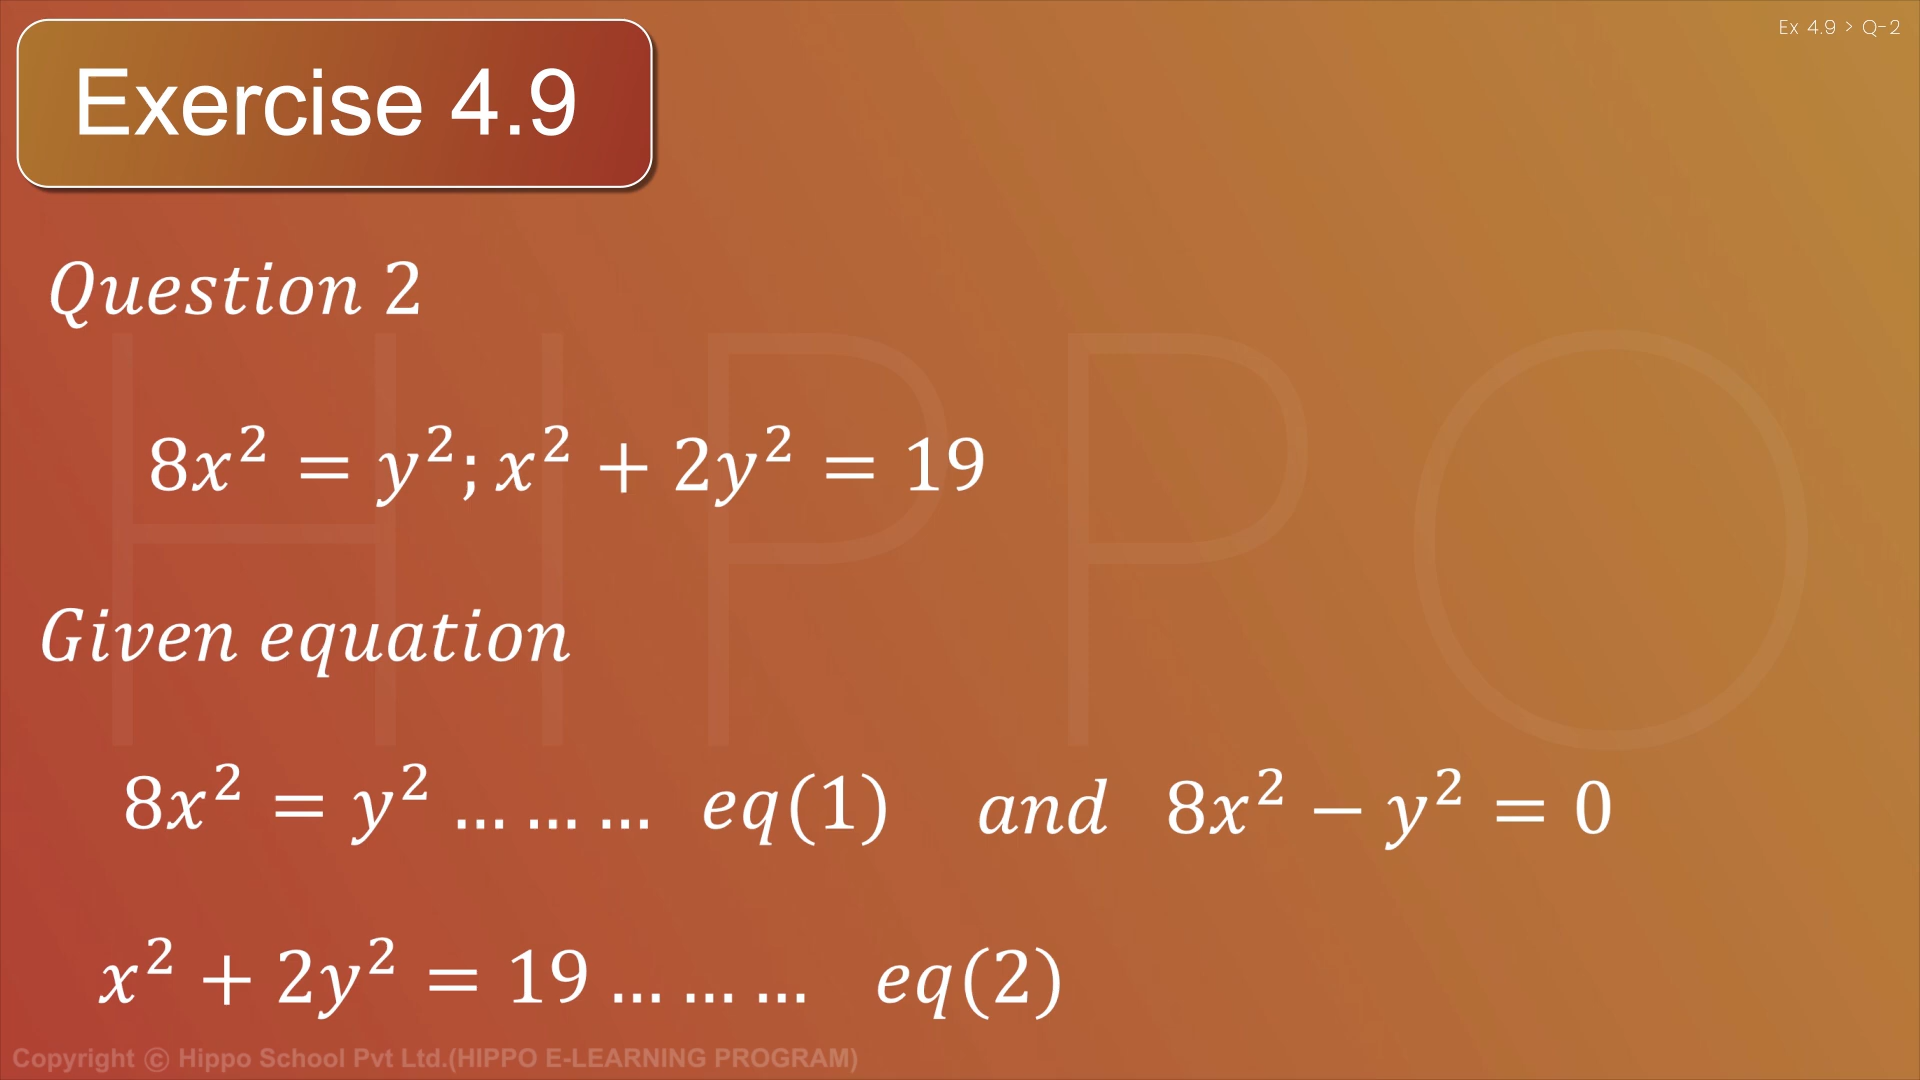 Ex 4.9 > Q-2
Exercise 4.9
Question 2
8x² = y²; x² + 2y² = 19
Given equation
8x² = y² ... ... ... eq(1) and 8x² − y² = 0
x² + 2y² = 19 ... ... ... eq(2)
HIPPO
Copyright © Hippo School Pvt Ltd.(HIPPO E-LEARNING PROGRAM)